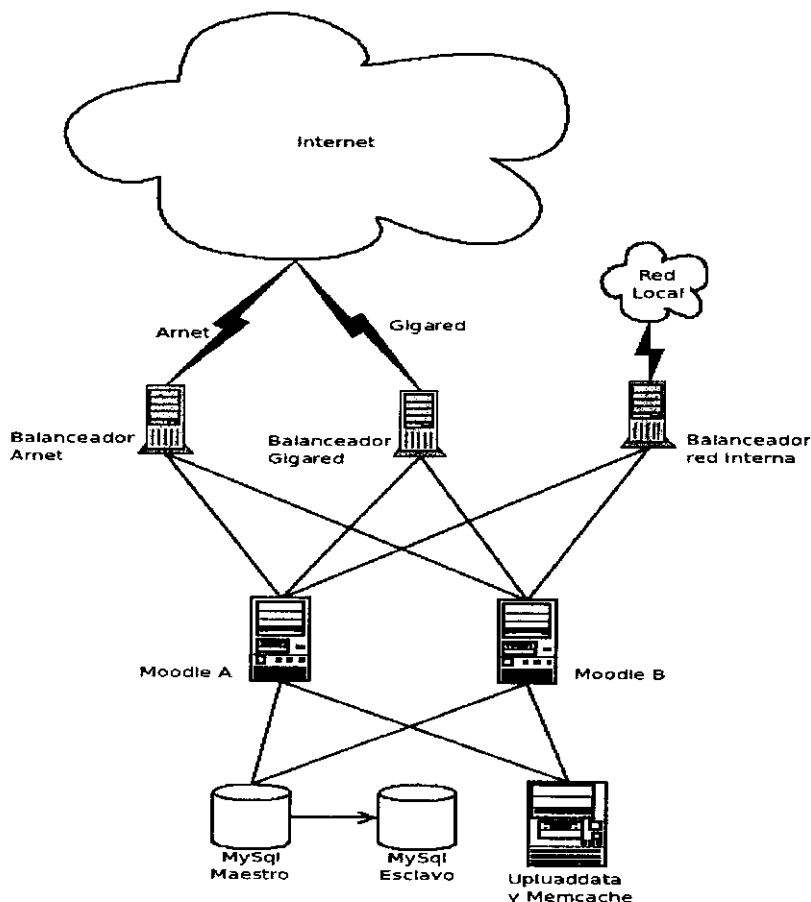 Internet
Red
Local
Arnet
Gigared
Balanceador
Arnet
Balanceador
Gigared
Balanceador
red Interna
Moodle A
Moodle B
MySql
Maestro
MySql
Esclavo
Upluaddata
y Memcache